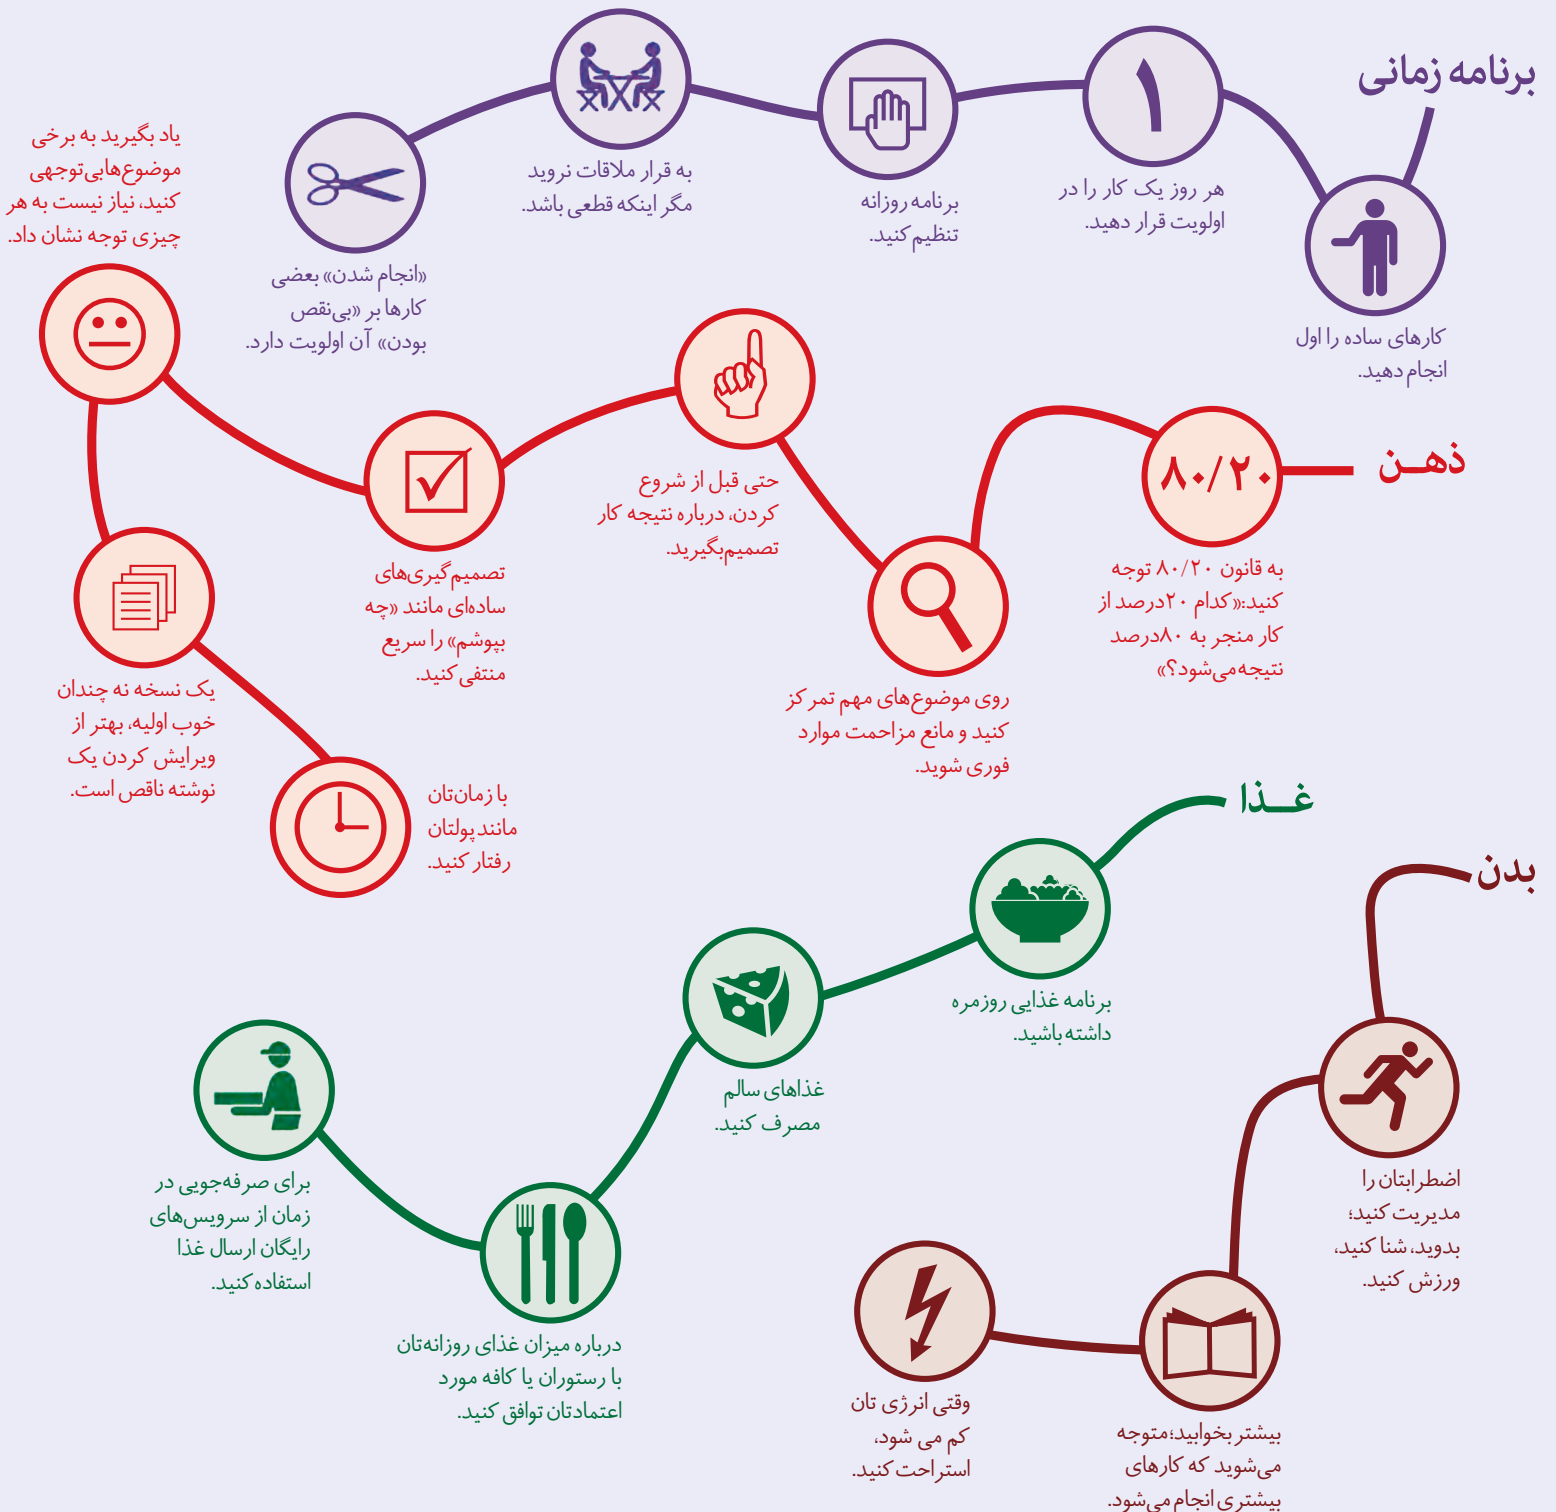 برنامه زمانی
کارهای ساده را اول
انجام دهید.
۱
هر روز یک کار را در
اولویت قرار دهید.
برنامه روزانه
تنظیم کنید.
به قرار ملاقات نروید
مگر اینکه قطعی باشد.
«انجام شدن» بعضی
کارها بر «بی‌نقص
بودن» آن اولویت دارد.
ذهــن
۸۰/۲۰
به قانون ۸۰/۲۰ توجه
کنید:«کدام ۲۰درصد از
کار منجر به ۸۰درصد
نتیجه‌می‌شود؟»
روی موضوع‌های مهم تمرکز
کنید و مانع مزاحمت موارد
فوری شوید.
حتی قبل از شروع
کردن، درباره نتیجه کار
تصمیم‌بگیرید.
تصمیم‌گیری‌های
ساده‌ای مانند «چه
بپوشم» را سریع
منتفی کنید.
یاد بگیرید به برخی
موضوع‌هابی‌توجهی
کنید، نیاز نیست به هر
چیزی توجه نشان داد.
یک نسخه نه چندان
خوب اولیه، بهتر از
ویرایش کردن یک
نوشته ناقص است.
با زمان‌تان
مانند پولتان
رفتار کنید.
غــذا
برنامه غذایی روزمره
داشته باشید.
غذاهای سالم
مصرف کنید.
درباره میزان غذای روزانه‌تان
با رستوران یا کافه مورد
اعتمادتان توافق کنید.
برای صرفه‌جویی در
زمان از سرویس‌های
رایگان ارسال غذا
استفاده کنید.
بدن
اضطرابتان را
مدیریت کنید؛
بدوید، شنا کنید،
ورزش کنید.
بیشتر بخوابید؛متوجه
می‌شوید که کارهای
بیشتری انجام می‌شود.
وقتی انرژی تان
کم می شود،
استراحت کنید.